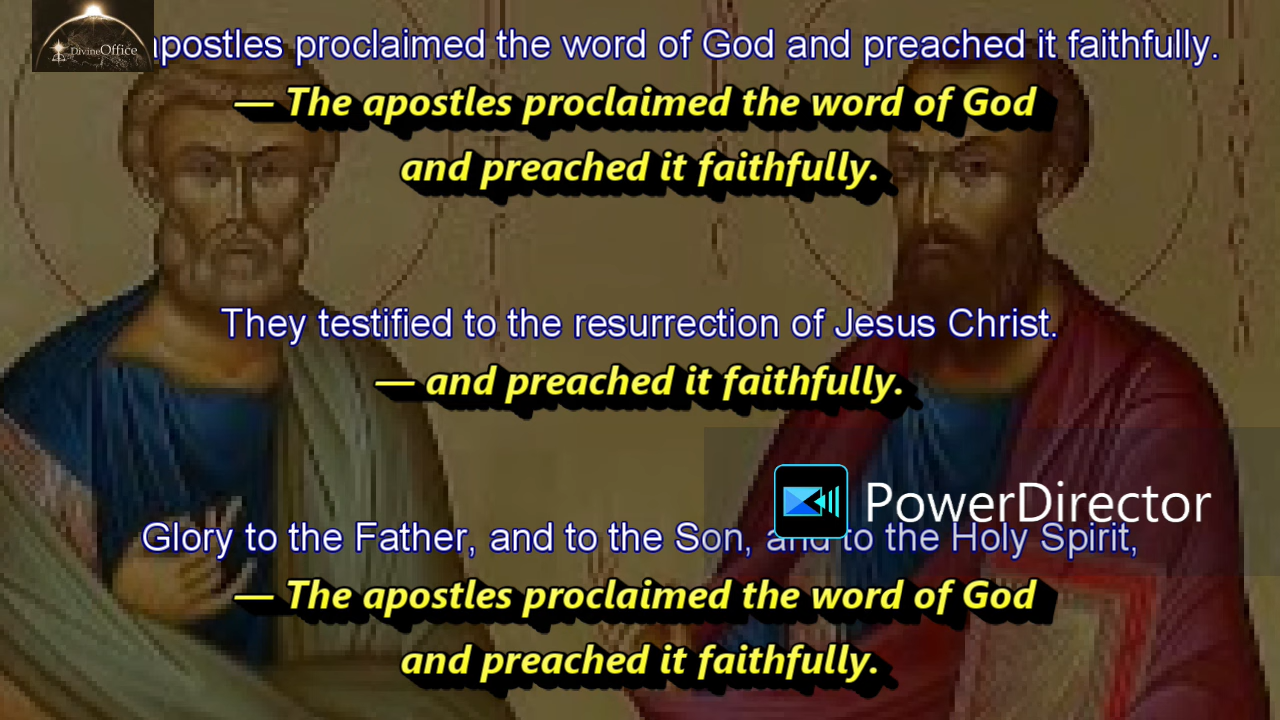 DivineOffice
apostles proclaimed the word of God and preached it faithfully.
— The apostles proclaimed the word of God
and preached it faithfully.
They testified to the resurrection of Jesus Christ.
— and preached it faithfully.
PowerDirector
Glory to the Father, and to the Son, and to the Holy Spirit,
— The apostles proclaimed the word of God
and preached it faithfully.